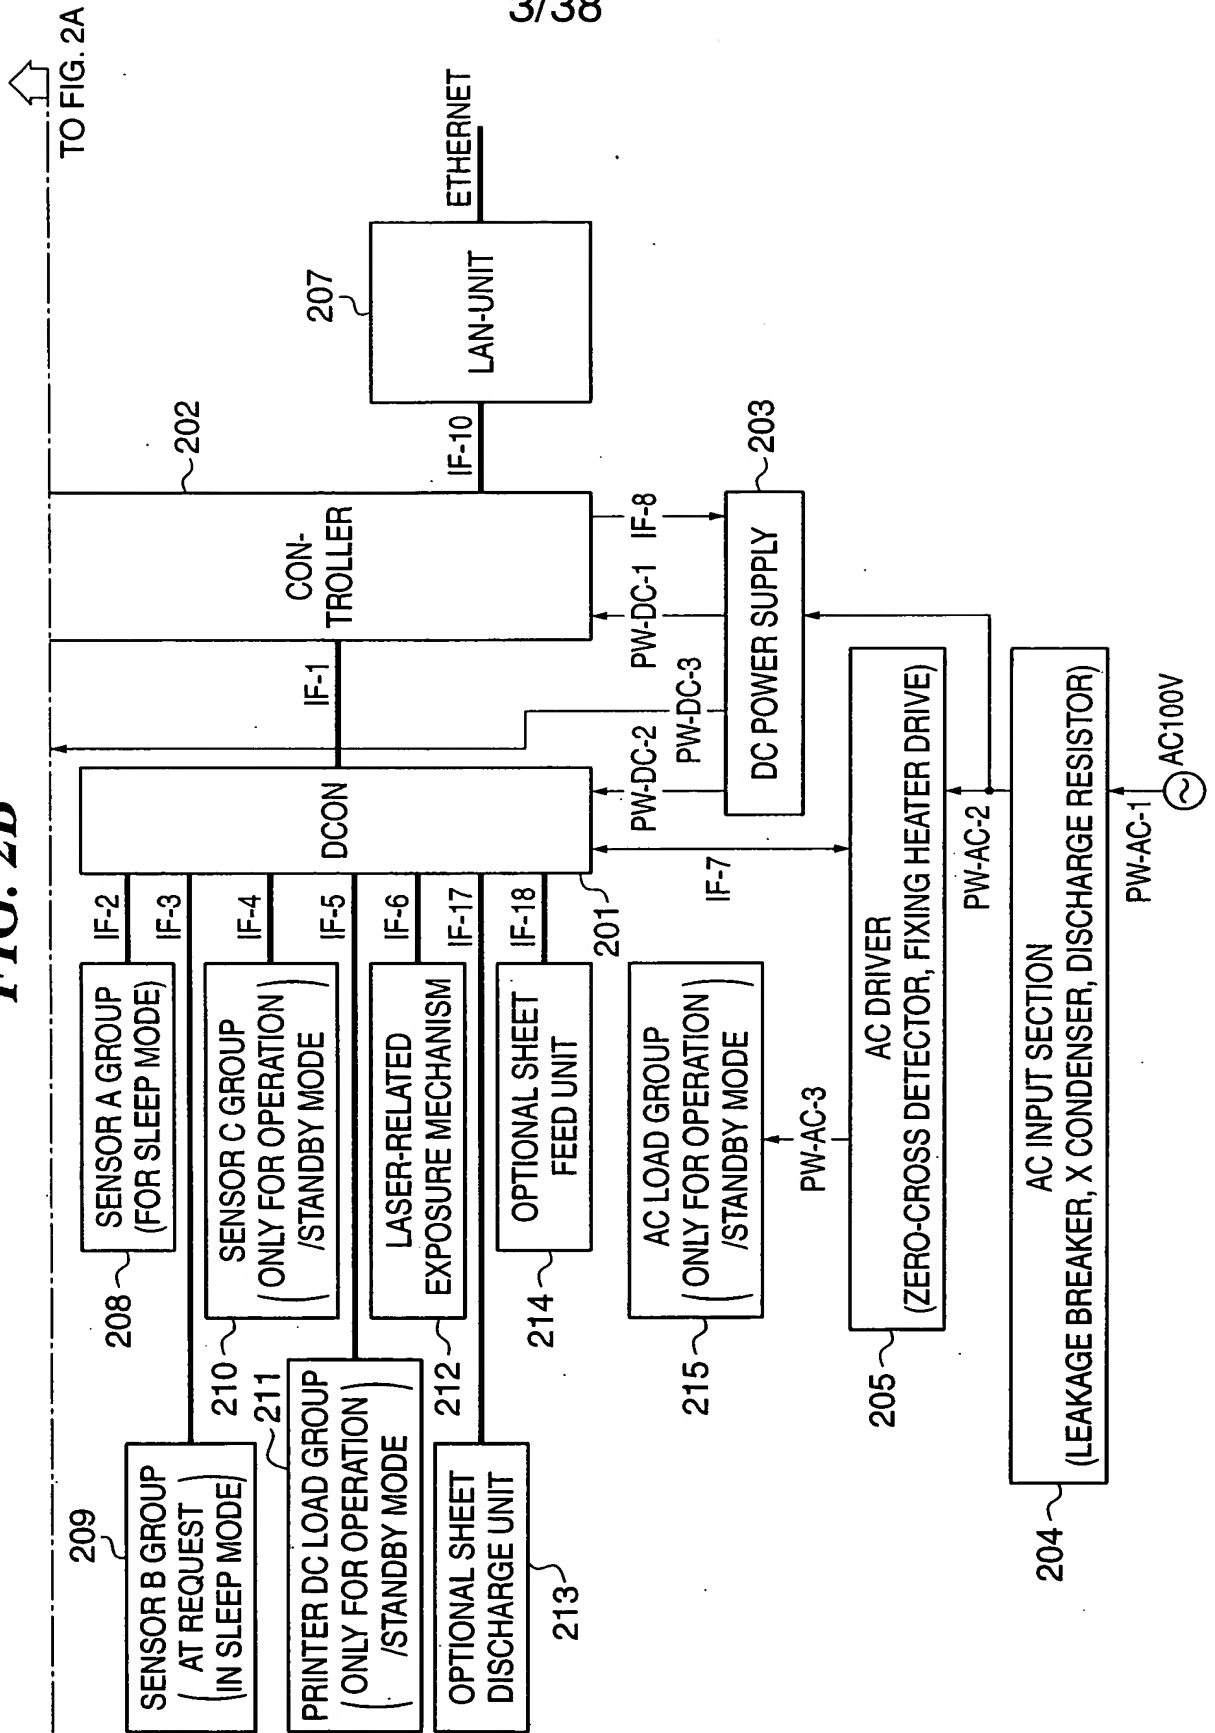 3/38
FIG. 2B
TO FIG. 2A
209
SENSOR B GROUP
(AT REQUEST
IN SLEEP MODE)
208
SENSOR A GROUP
(FOR SLEEP MODE)
IF-2
IF-3
210
SENSOR C GROUP
(ONLY FOR OPERATION
/STANDBY MODE)
IF-4
211
PRINTER DC LOAD GROUP
(ONLY FOR OPERATION
/STANDBY MODE)
IF-5
212
LASER-RELATED
EXPOSURE MECHANISM
IF-6
213
OPTIONAL SHEET
DISCHARGE UNIT
IF-17
214
OPTIONAL SHEET
FEED UNIT
IF-18
DCON
201
IF-1
CON-
TROLLER
202
IF-10
LAN-UNIT
207
ETHERNET
IF-7
PW-DC-2
PW-DC-3
PW-DC-1
IF-8
DC POWER SUPPLY
203
215
AC LOAD GROUP
(ONLY FOR OPERATION
/STANDBY MODE)
PW-AC-3
205
AC DRIVER
(ZERO-CROSS DETECTOR, FIXING HEATER DRIVE)
PW-AC-2
204
AC INPUT SECTION
(LEAKAGE BREAKER, X CONDENSER, DISCHARGE RESISTOR)
PW-AC-1
AC100V